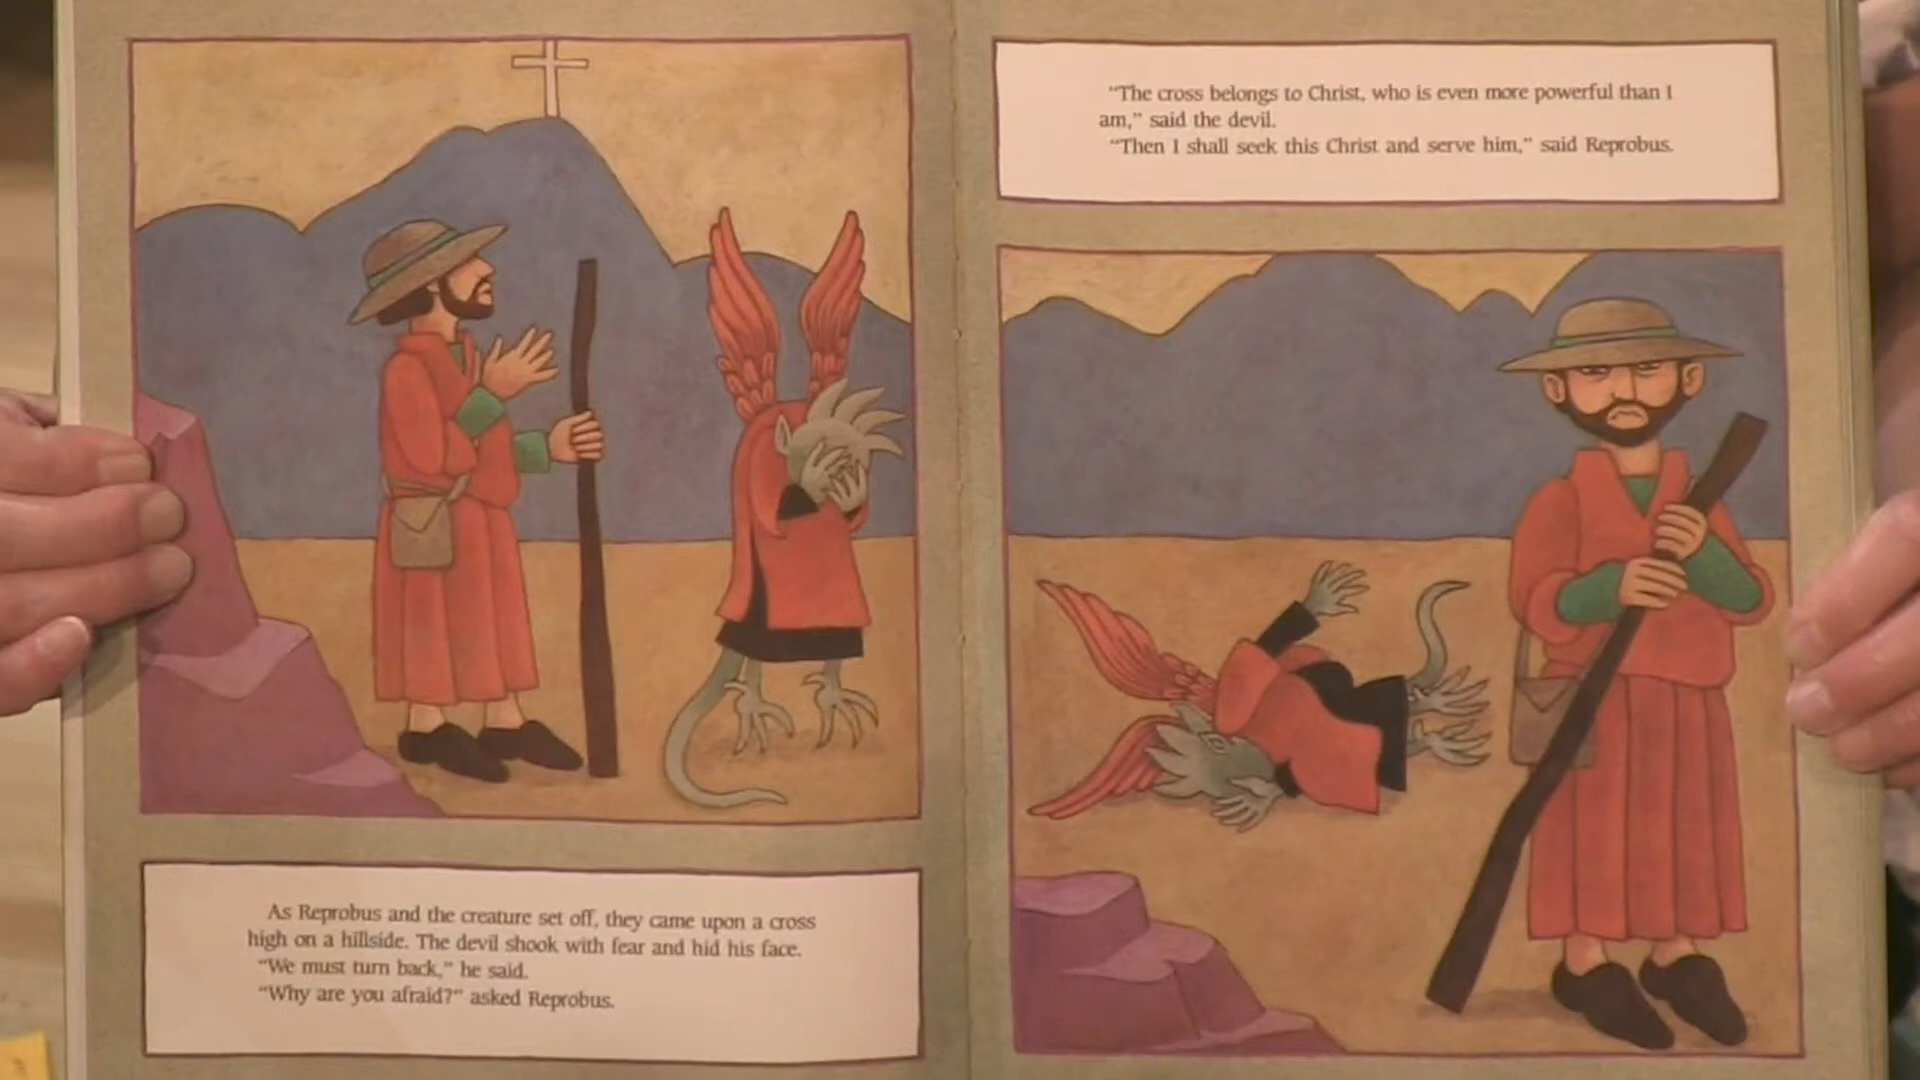 As Reprobus and the creature set off, they came upon a cross
high on a hillside. The devil shook with fear and hid his face.
"We must turn back," he said.
"Why are you afraid?" asked Reprobus.
"The cross belongs to Christ, who is even more powerful than I
am," said the devil.
"Then I shall seek this Christ and serve him," said Reprobus.